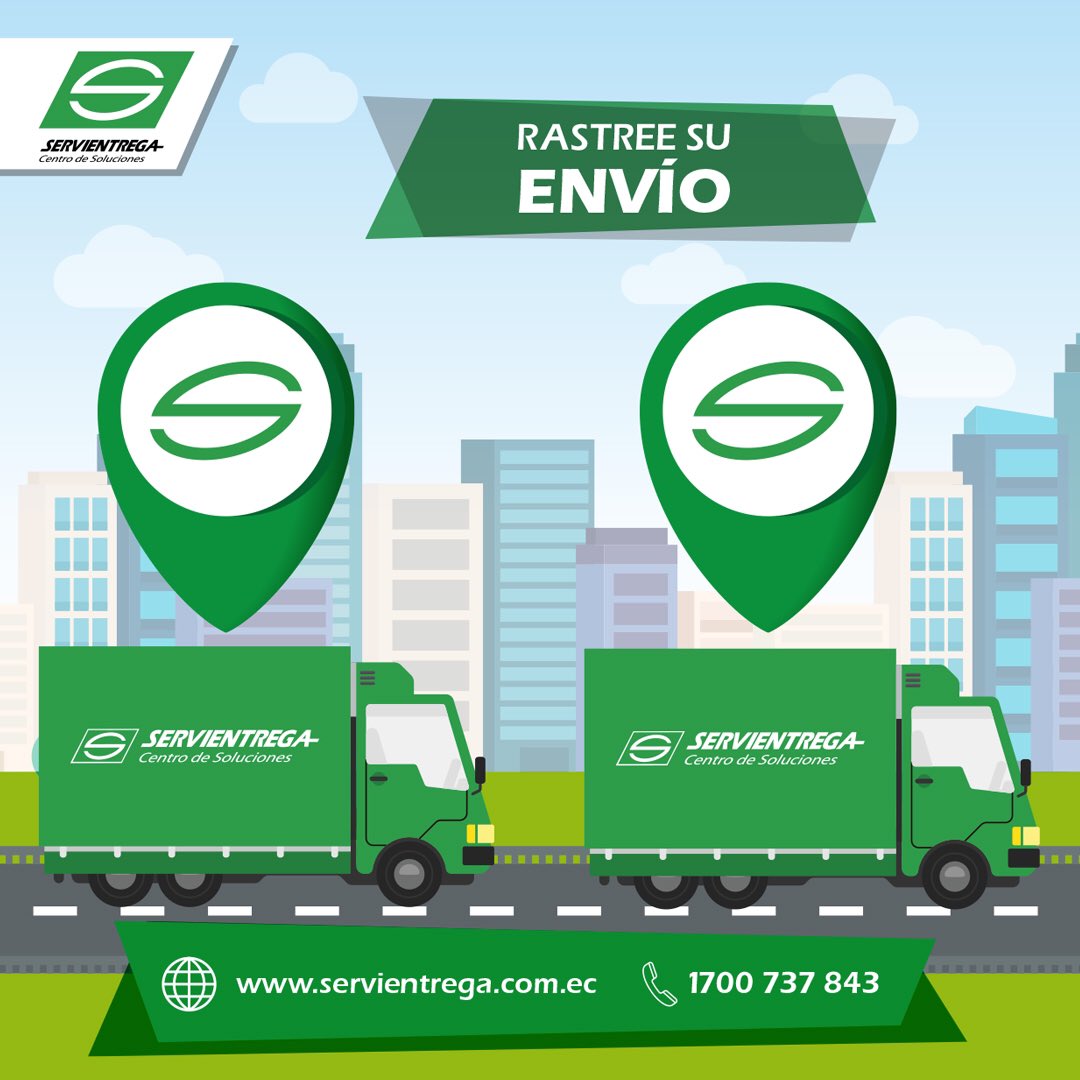 SERVIENTREGA
Centro de Soluciones
RASTREE SU
ENVÍO
SERVIENTREGA
Centro de Soluciones
SERVIENTREGA
Centro de Soluciones
www.servientrega.com.ec
1700 737 843